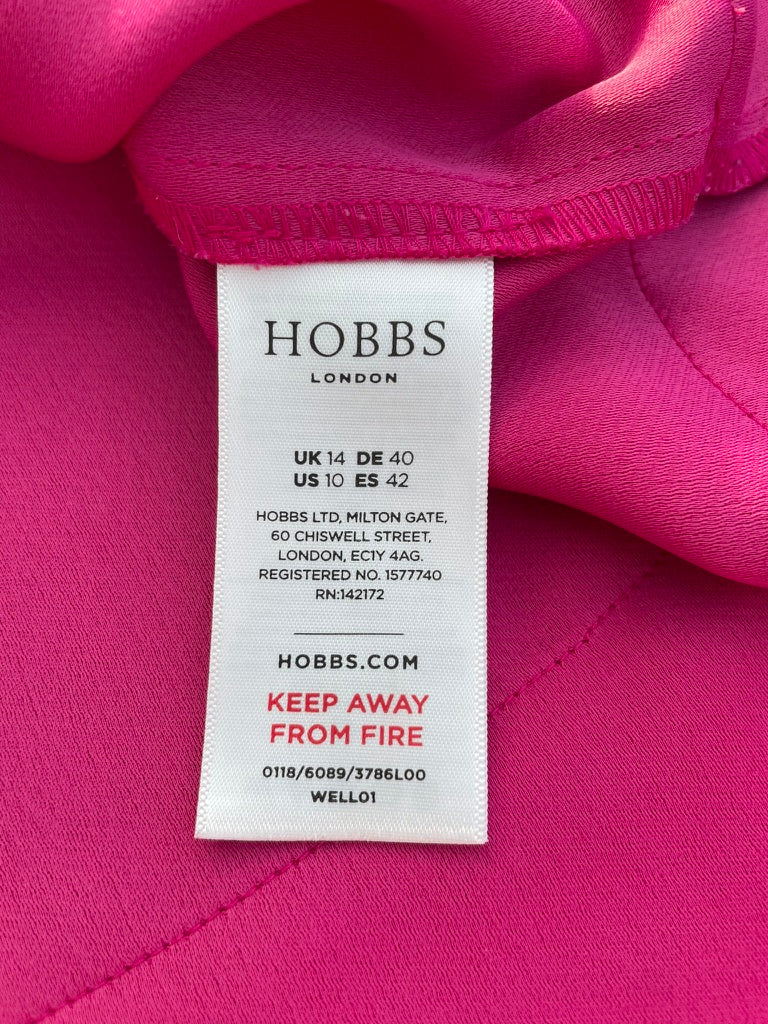 HOBBS
LONDON
UK 14 DE 40
US 10 ES 42
HOBBS LTD, MILTON GATE,
60 CHISWELL STREET,
LONDON, EC1Y 4AG.
REGISTERED NO. 1577740
RN:142172
HOBBS.COM
KEEP AWAY
FROM FIRE
0118/6089/3786L00
WELL01